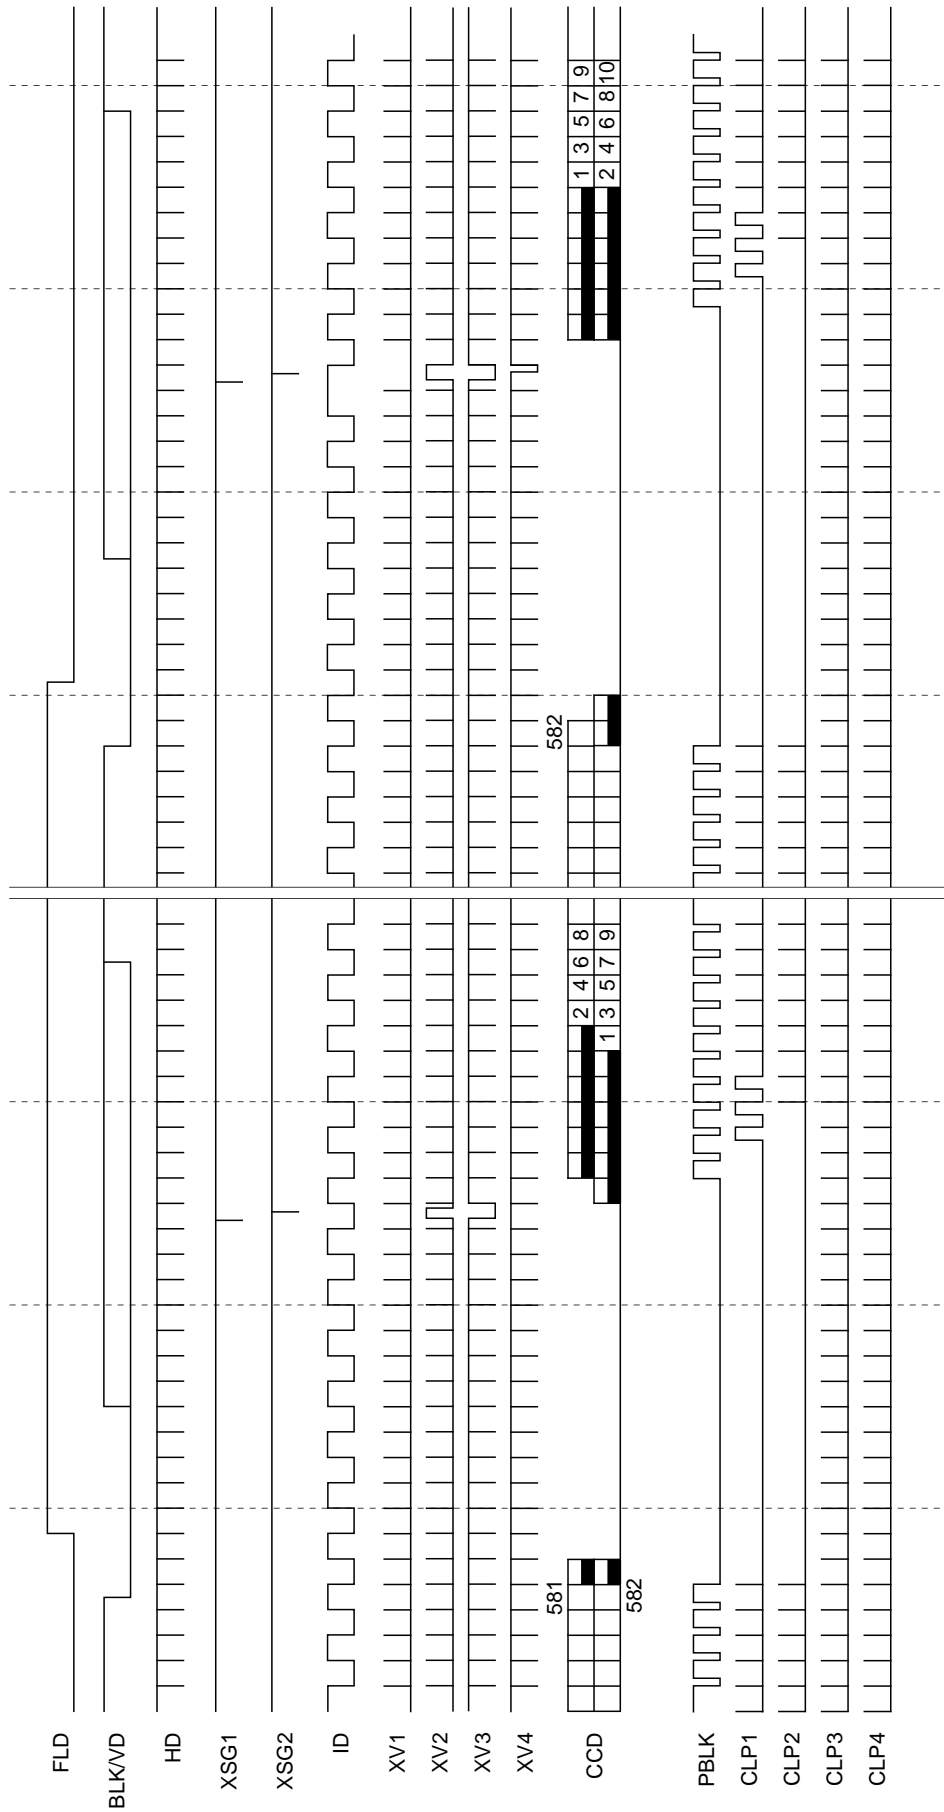 FLD
BLK/VD
HD
XSG1
XSG2
ID
XV1
XV2
XV3
XV4
581 582
CCD
2 4 6 8 1 3 5 7 9
1 3 5 7 9 2 4 6 8 10
582
PBLK
CLP1
CLP2
CLP3
CLP4